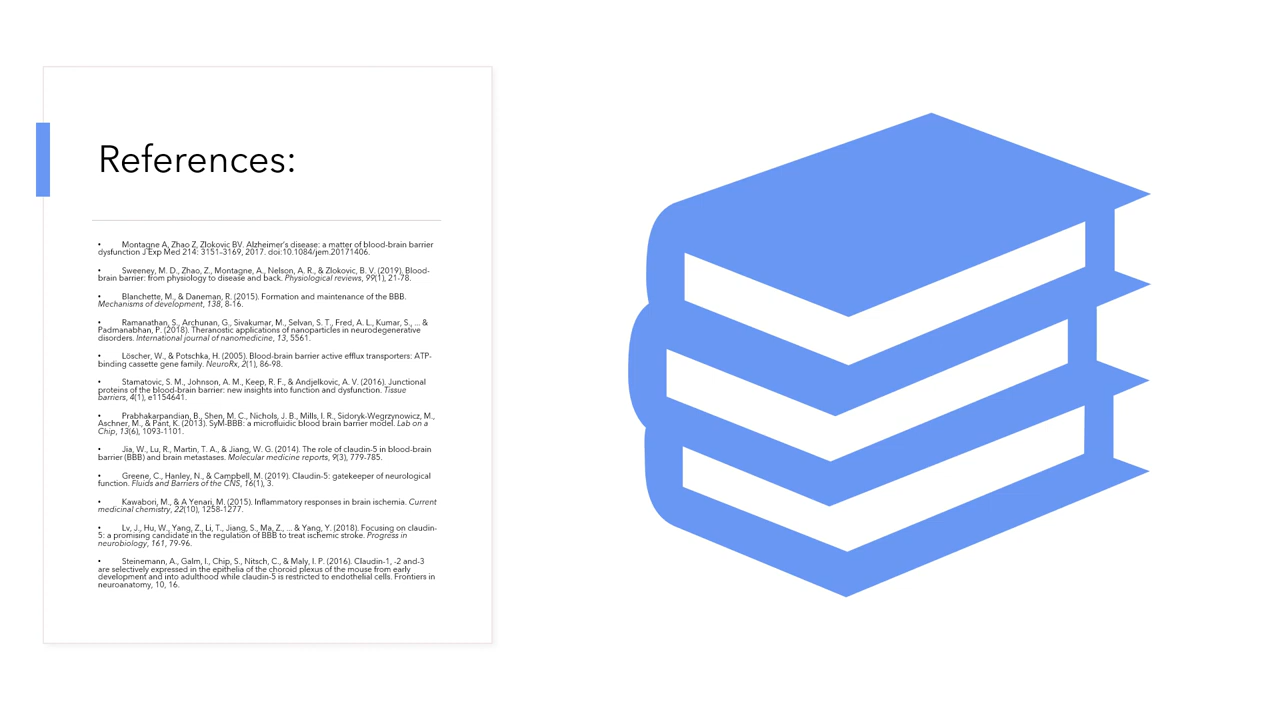 References:
• Montagne A, Zhao Z, Zlokovic BV. Alzheimer's disease: a matter of blood-brain barrier
dysfunction J Exp Med 214: 3151–3169, 2017. doi:10.1084/jem.20171406.
• Sweeney, M. D., Zhao, Z., Montagne, A., Nelson, A. R., & Zlokovic, B. V. (2019). Blood-
brain barrier: from physiology to disease and back. Physiological reviews, 99(1), 21-78.
• Blanchette, M., & Daneman, R. (2015). Formation and maintenance of the BBB.
Mechanisms of development, 138, 8-16.
• Ramanathan, S., Archunan, G., Sivakumar, M., Selvan, S. T., Fred, A. L., Kumar, S., ... &
Padmanabhan, P. (2018). Theranostic applications of nanoparticles in neurodegenerative
disorders. International journal of nanomedicine, 13, 5561.
• Löscher, W., & Potschka, H. (2005). Blood-brain barrier active efflux transporters: ATP-
binding cassette gene family. NeuroRx, 2(1), 86-98.
• Stamatovic, S. M., Johnson, A. M., Keep, R. F., & Andjelkovic, A. V. (2016). Junctional
proteins of the blood-brain barrier: new insights into function and dysfunction. Tissue
barriers, 4(1), e1154641.
• Prabhakarpandian, B., Shen, M. C., Nichols, J. B., Mills, I. R., Sidoryk-Wegrzynowicz, M.,
Aschner, M., & Pant, K. (2013). SyM-BBB: a microfluidic blood brain barrier model. Lab on a
Chip, 13(6), 1093-1101.
• Jia, W., Lu, R., Martin, T. A., & Jiang, W. G. (2014). The role of claudin-5 in blood-brain
barrier (BBB) and brain metastases. Molecular medicine reports, 9(3), 779-785.
• Greene, C., Hanley, N., & Campbell, M. (2019). Claudin-5: gatekeeper of neurological
function. Fluids and Barriers of the CNS, 16(1), 3.
• Kawabori, M., & A Yenari, M. (2015). Inflammatory responses in brain ischemia. Current
medicinal chemistry, 22(10), 1258-1277.
• Lv, J., Hu, W., Yang, Z., Li, T., Jiang, S., Ma, Z., ... & Yang, Y. (2018). Focusing on claudin-
5: a promising candidate in the regulation of BBB to treat ischemic stroke. Progress in
neurobiology, 161, 79-96.
• Steinemann, A., Galm, I., Chip, S., Nitsch, C., & Maly, I. P. (2016). Claudin-1, -2 and-3
are selectively expressed in the epithelia of the choroid plexus of the mouse from early
development and into adulthood while claudin-5 is restricted to endothelial cells. Frontiers in
neuroanatomy, 10, 16.